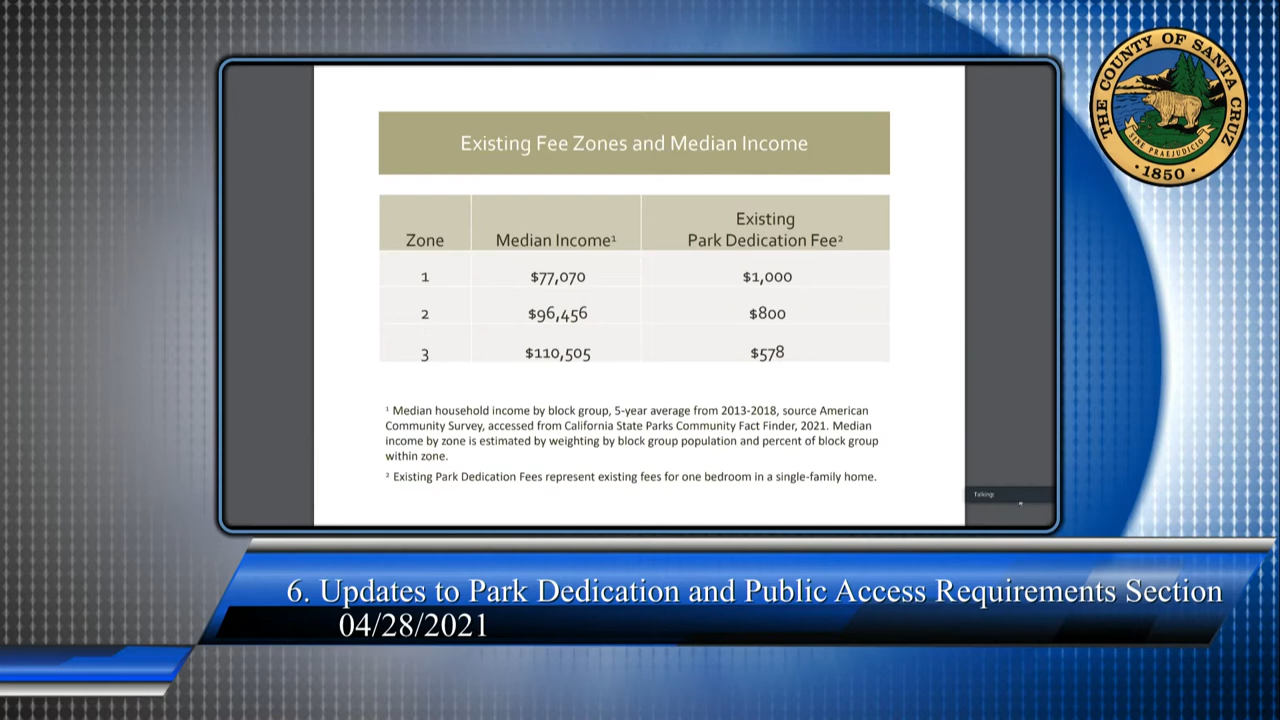 THE COUNTY OF SANTA CRUZ
SINE PRAEJUDICIO
• 1850 •
Existing Fee Zones and Median Income
Zone
Median Income¹
Existing
Park Dedication Fee²
1 $77,070 $1,000
2 $96,456 $800
3 $110,505 $578
¹ Median household income by block group, 5-year average from 2013-2018, source American
Community Survey, accessed from California State Parks Community Fact Finder, 2021. Median
income by zone is estimated by weighting by block group population and percent of block group
within zone.
² Existing Park Dedication Fees represent existing fees for one bedroom in a single-family home.
Talking:
6. Updates to Park Dedication and Public Access Requirements Section
04/28/2021